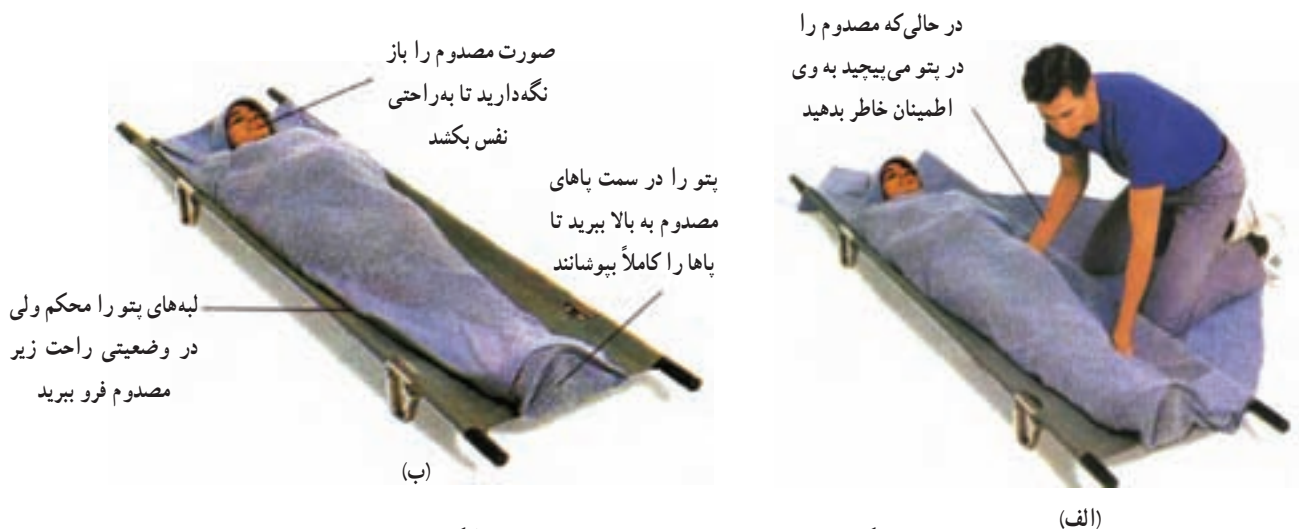 در حالی‌که مصدوم را
در پتو می‌پیچید به وی
اطمینان خاطر بدهید
(الف)
صورت مصدوم را باز
نگه‌دارید تا به‌راحتی
نفس بکشد
پتو را در سمت پاهای
مصدوم به بالا ببرید تا
پاها را کاملاً بپوشانند
لبه‌های پتو را محکم ولی
در وضعیتی راحت زیر
مصدوم فرو ببرید
(ب)